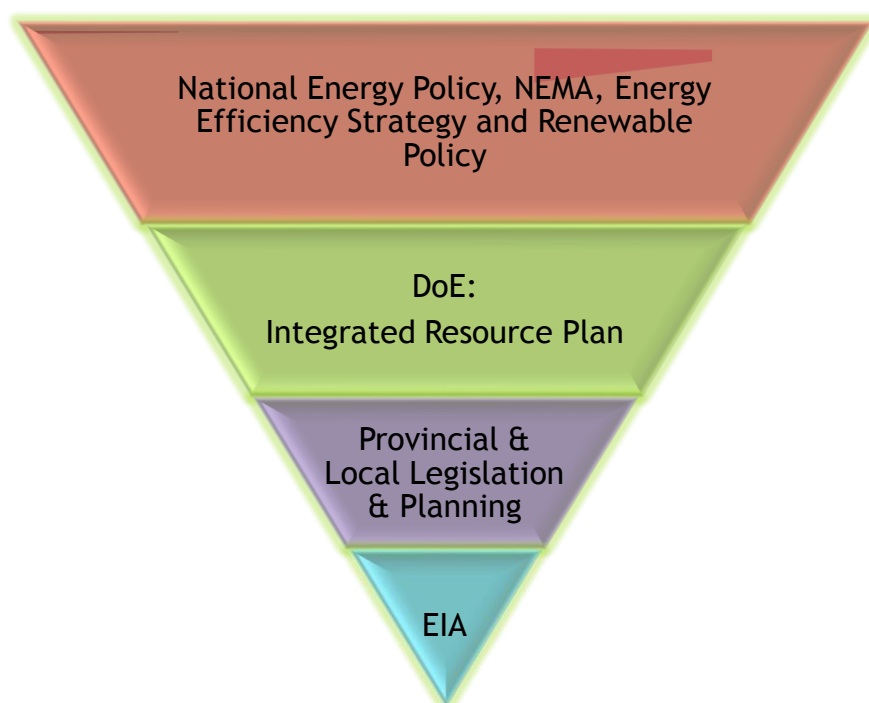 National Energy Policy, NEMA, Energy
Efficiency Strategy and Renewable
Policy
DoE:
Integrated Resource Plan
Provincial &
Local Legislation
& Planning
EIA